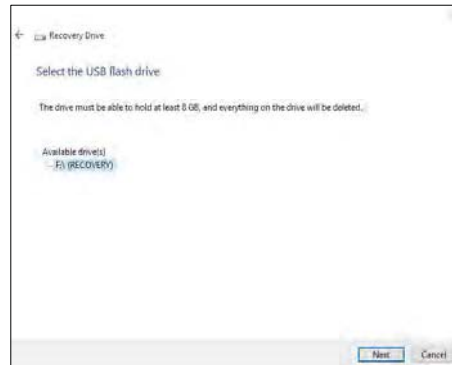 Recovery Drive
Select the USB flash drive
The drive must be able to hold at least 8 GB, and everything on the drive will be deleted.
Available drive(s)
F:\ (RECOVERY)
Next Cancel